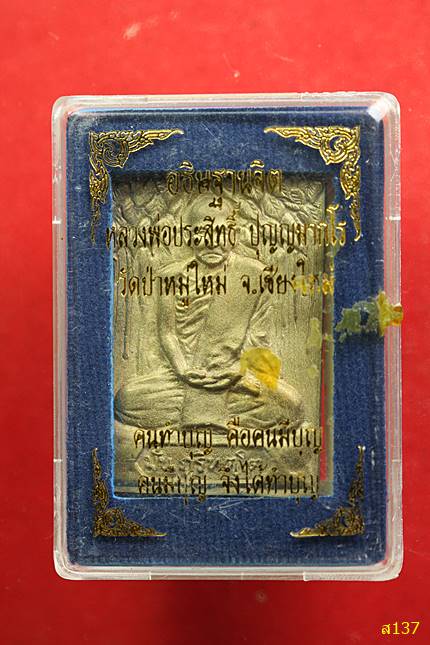 อธิษฐานจิต
หลวงพ่อประสิทธิ์ ปุญฺญมากโร
วัดป่าหมู่ใหม่ จ.เชียงใหม่
คนทำบุญ คือคนมีบุญ
คนมีบุญ จึงได้ทำบุญ
ส137